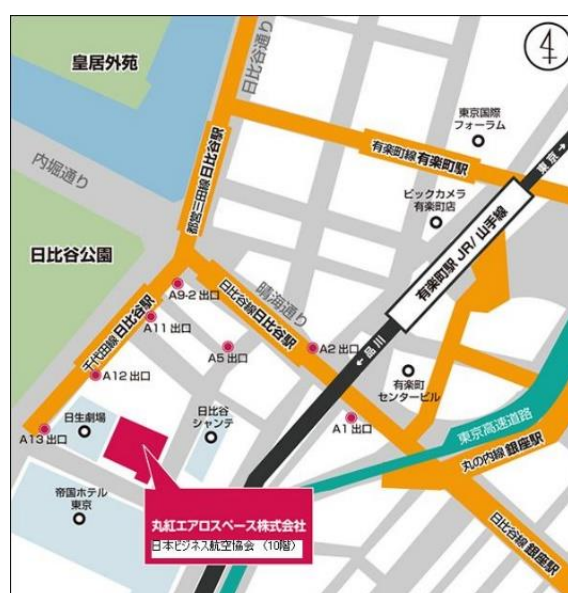 皇居外苑
日比谷通り
内堀通り
都営三田線 日比谷駅
東京国際
フォーラム
有楽町線 有楽町駅
東京→
ビックカメラ
有楽町店
有楽町駅 JR/山手線
日比谷公園
A9-2 出口
晴海通り
日比谷線 日比谷駅
千代田線 日比谷駅
A11 出口
A5 出口
A2 出口
←品川
A12 出口
有楽町
センタービル
日生劇場
日比谷
シャンテ
A1 出口
東京高速道路
A13 出口
丸の内線 銀座駅
帝国ホテル
東京
丸紅エアロスペース株式会社
日本ビジネス航空協会 (10階)
日比谷線 銀座駅